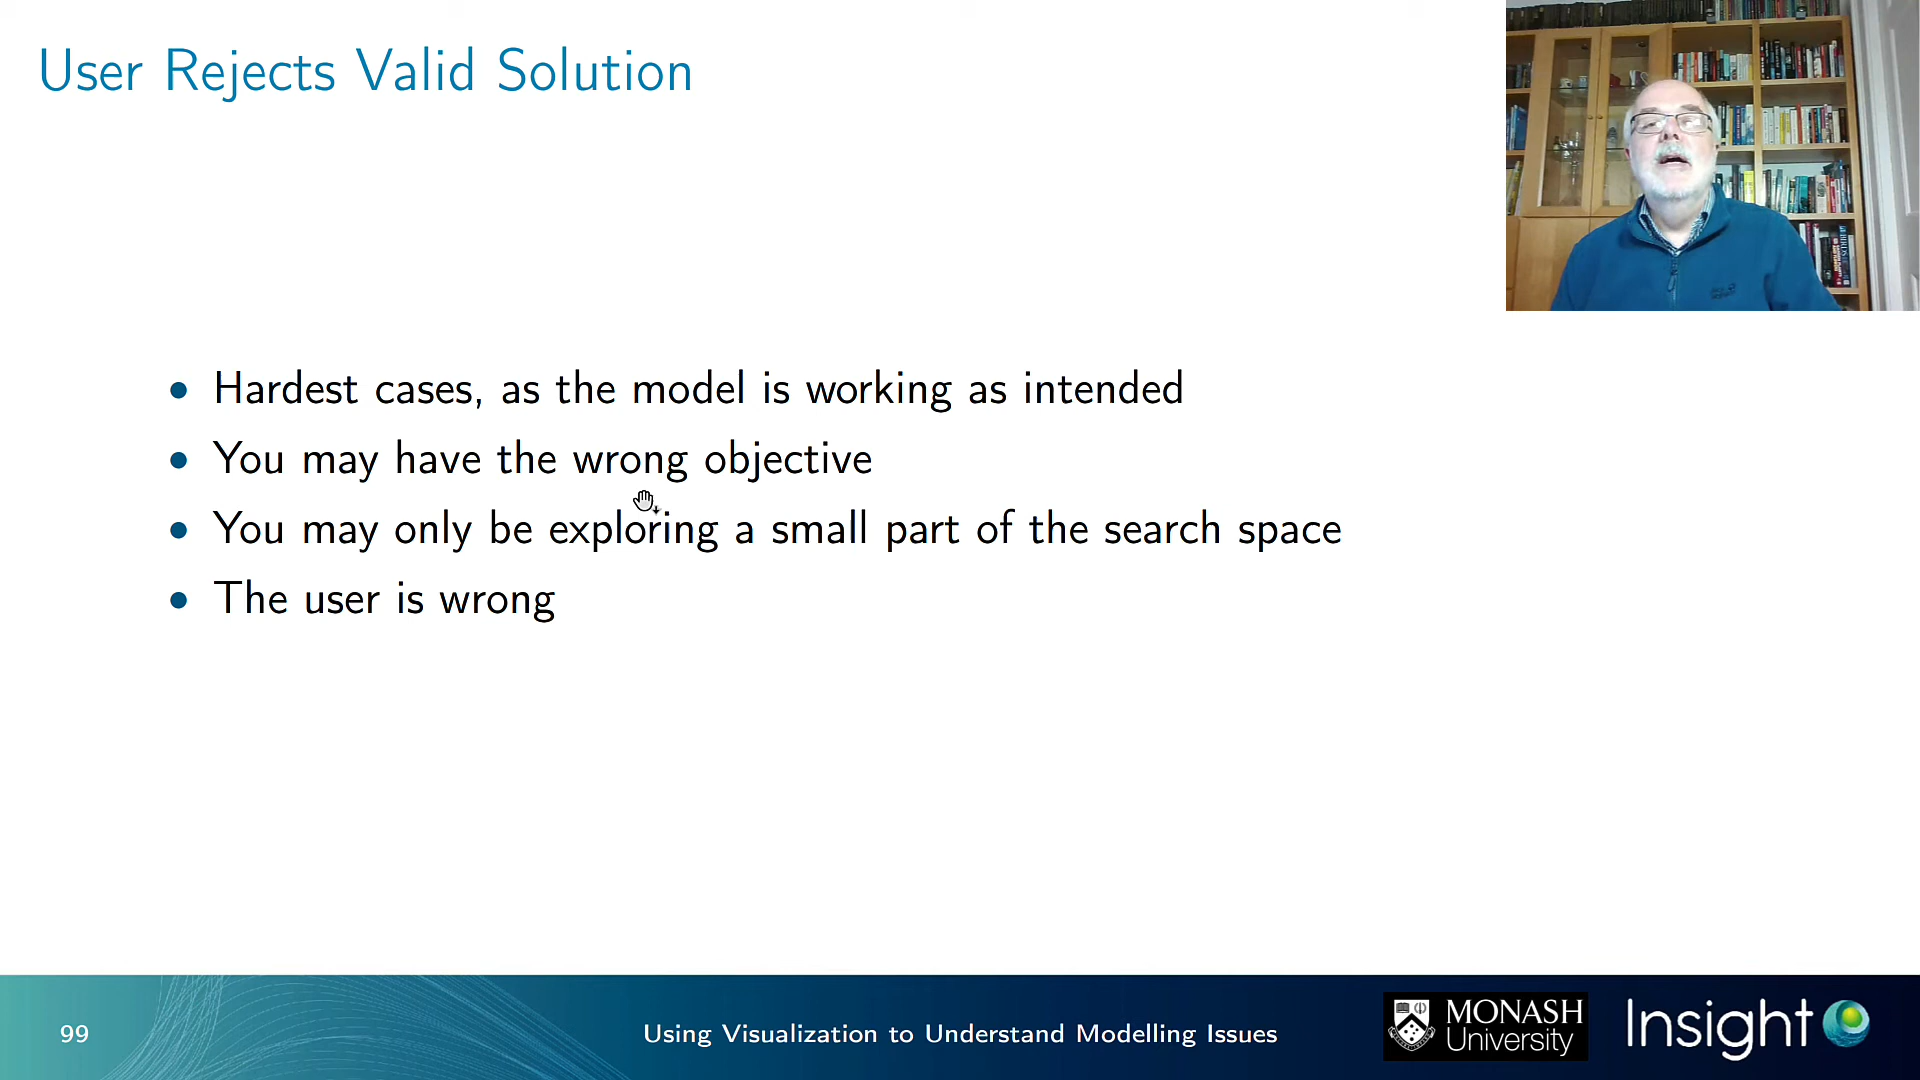 User Rejects Valid Solution
• Hardest cases, as the model is working as intended
• You may have the wrong objective
• You may only be exploring a small part of the search space
• The user is wrong
99
Using Visualization to Understand Modelling Issues
MONASH
University
Insight